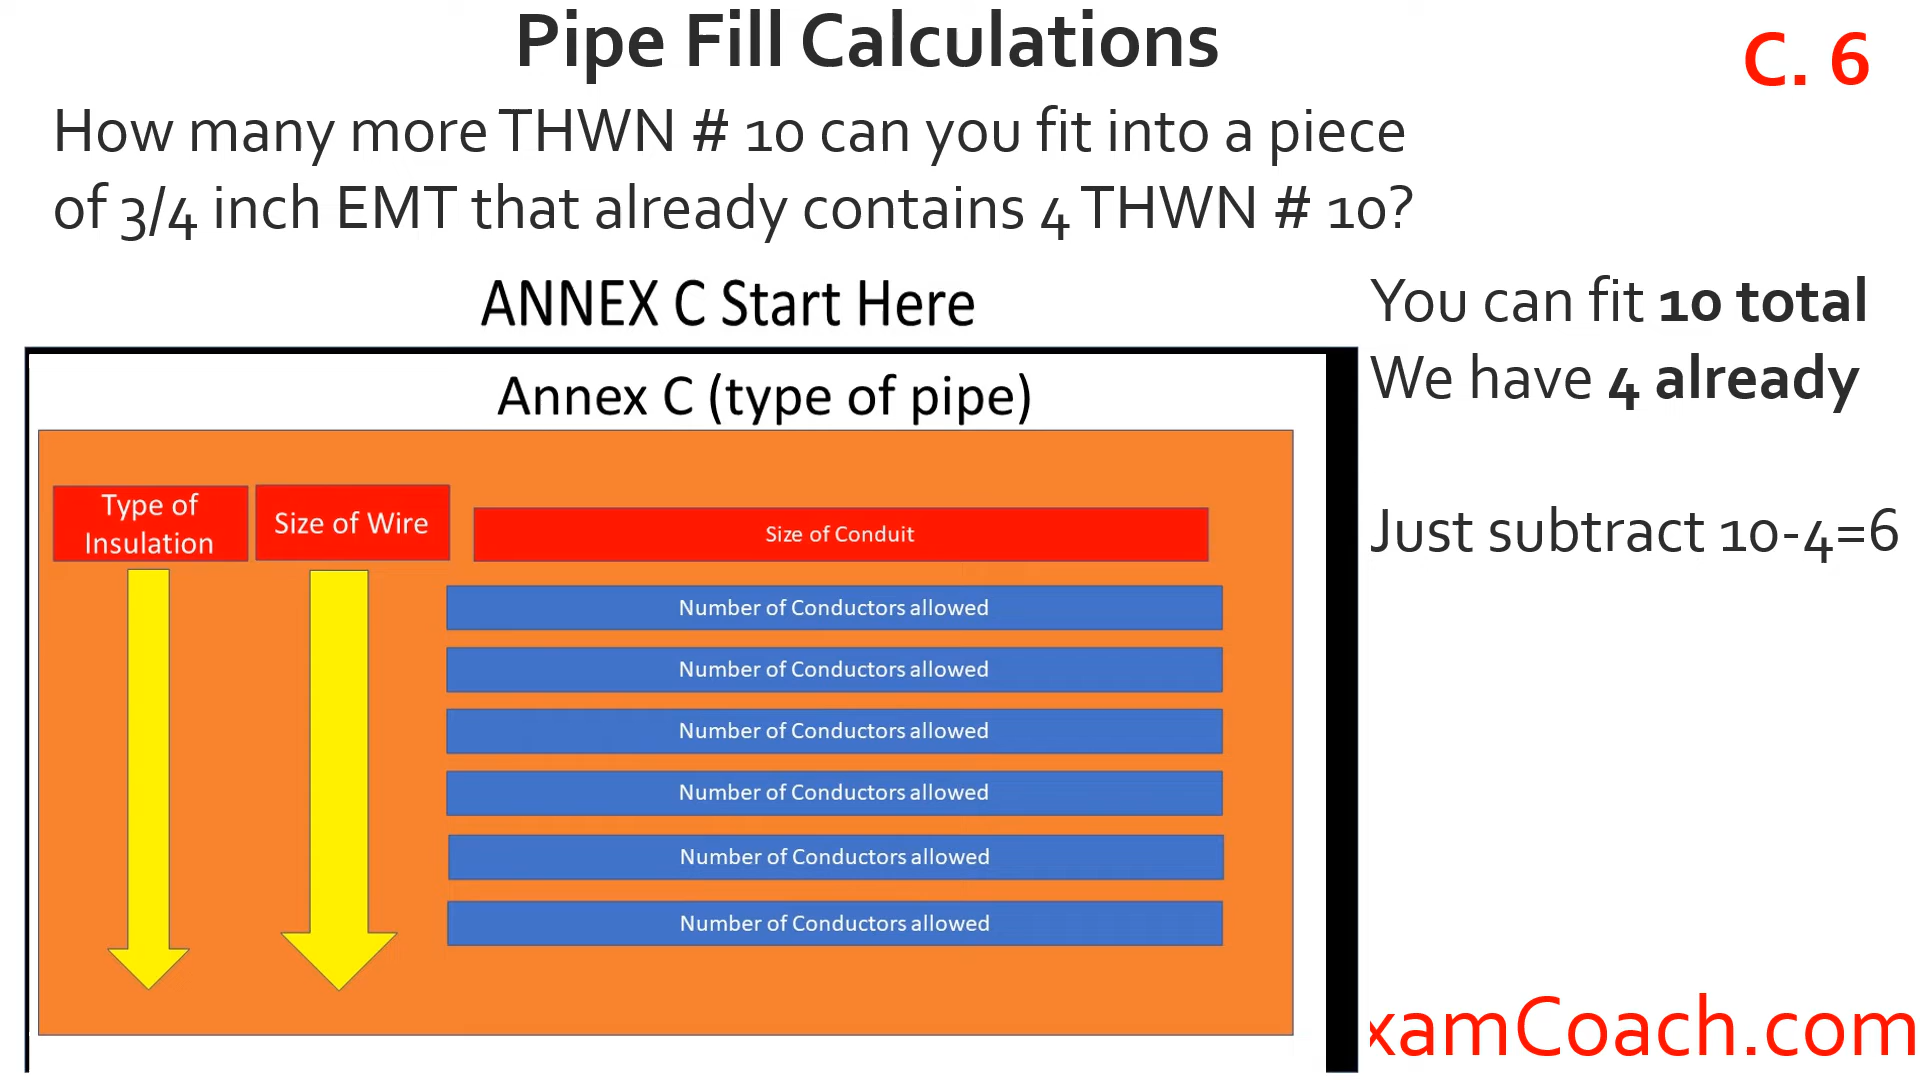 Pipe Fill Calculations
C. 6
How many more THWN # 10 can you fit into a piece
of 3/4 inch EMT that already contains 4 THWN # 10?
ANNEX C Start Here
You can fit 10 total
We have 4 already
Just subtract 10-4=6
Annex C (type of pipe)
Type of
Insulation
Size of Wire
Size of Conduit
Number of Conductors allowed
Number of Conductors allowed
Number of Conductors allowed
Number of Conductors allowed
Number of Conductors allowed
Number of Conductors allowed
xamCoach.com